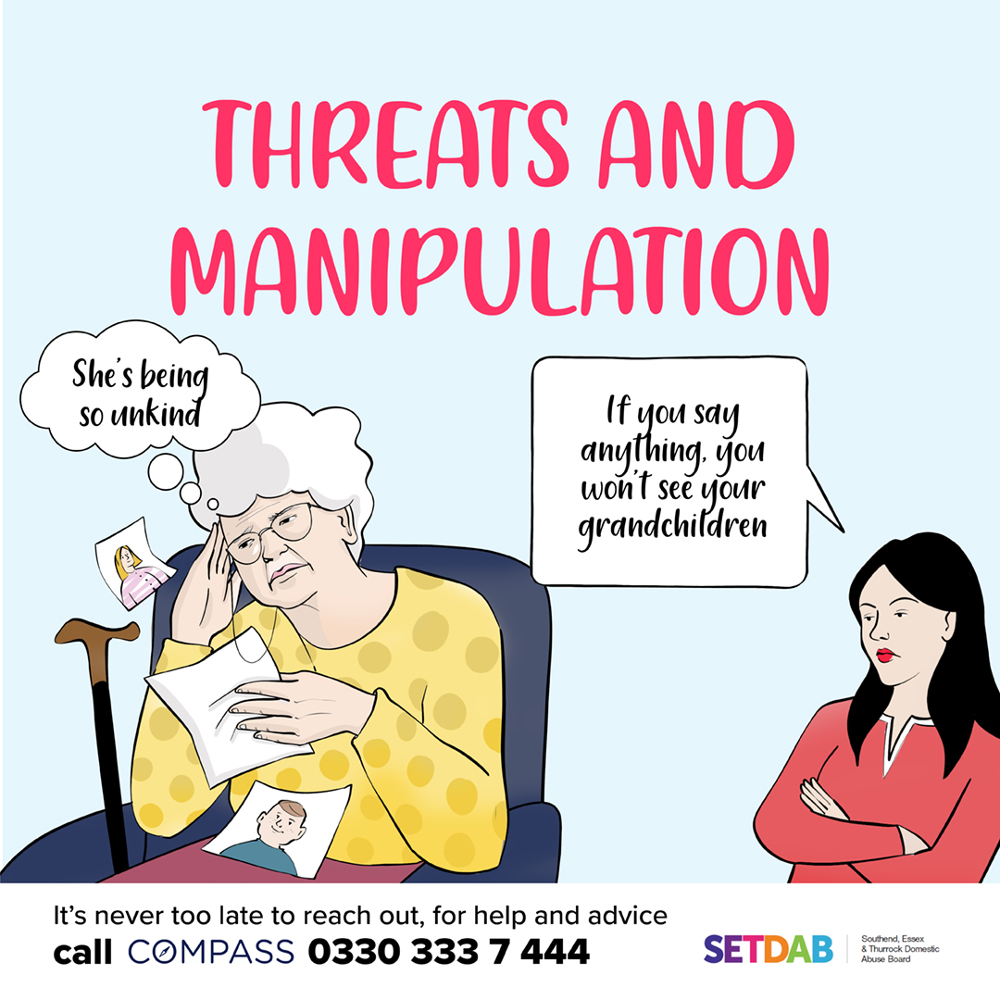 THREATS AND
MANIPULATION
She's being
so unkind
If you say
anything, you
won't see your
grandchildren
It's never too late to reach out, for help and advice
call COMPASS 0330 333 7 444
SETDAB
Southend, Essex
& Thurrock Domestic
Abuse Board